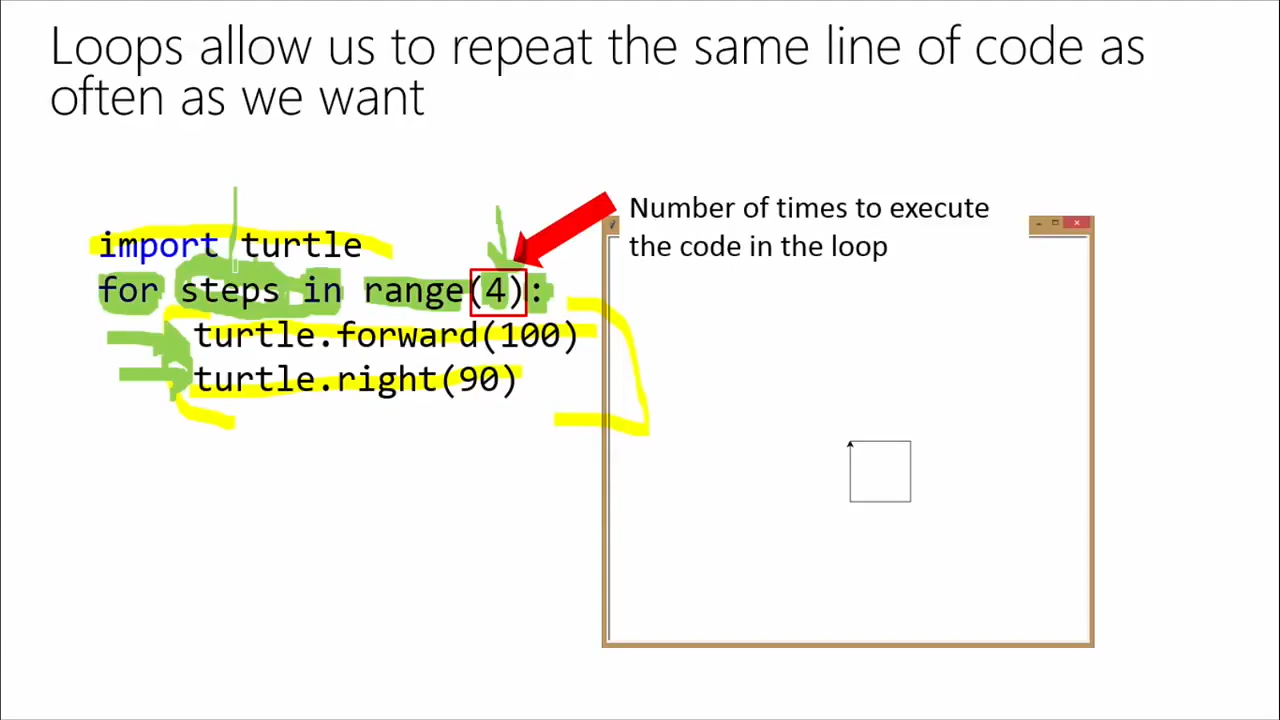 Loops allow us to repeat the same line of code as
often as we want
import turtle
for steps in range(4):
turtle.forward(100)
turtle.right(90)
Number of times to execute
the code in the loop